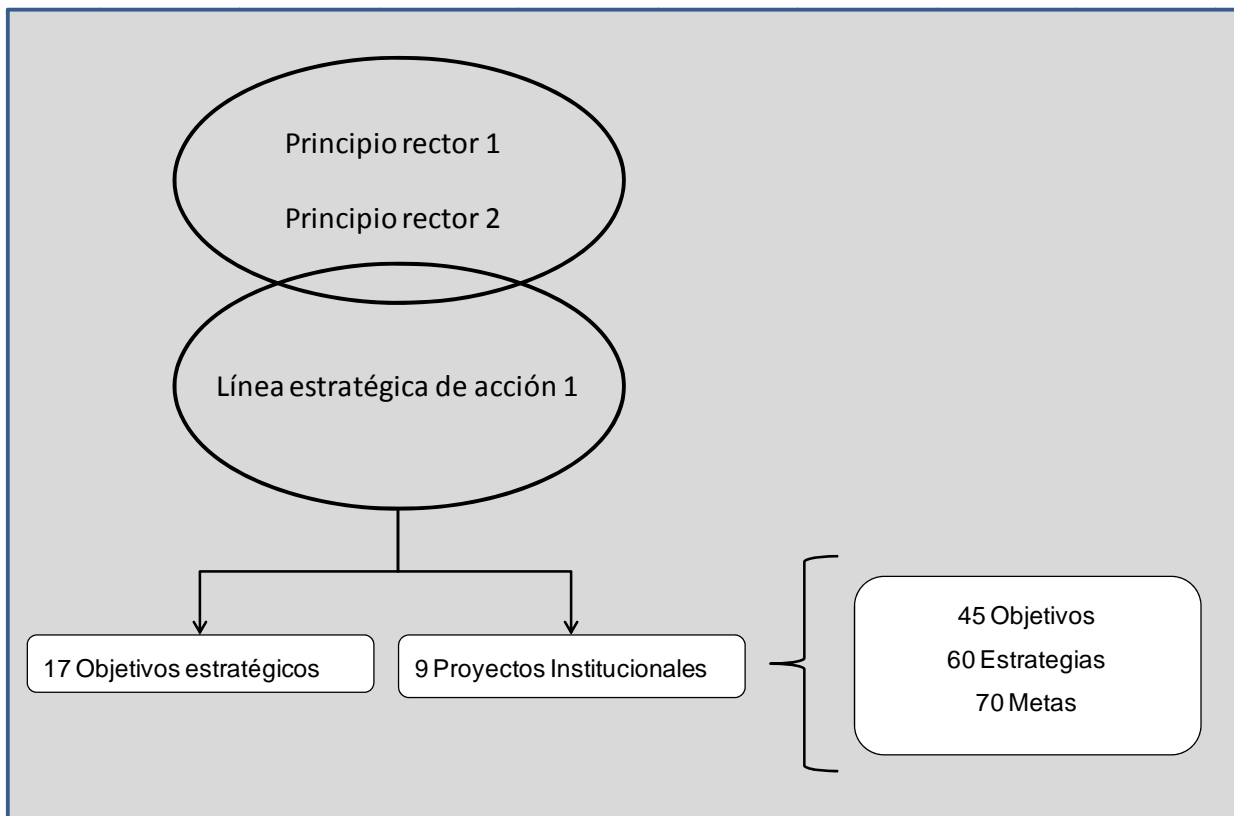 Principio rector 1
Principio rector 2
Línea estratégica de acción 1
17 Objetivos estratégicos
9 Proyectos Institucionales
45 Objetivos
60 Estrategias
70 Metas